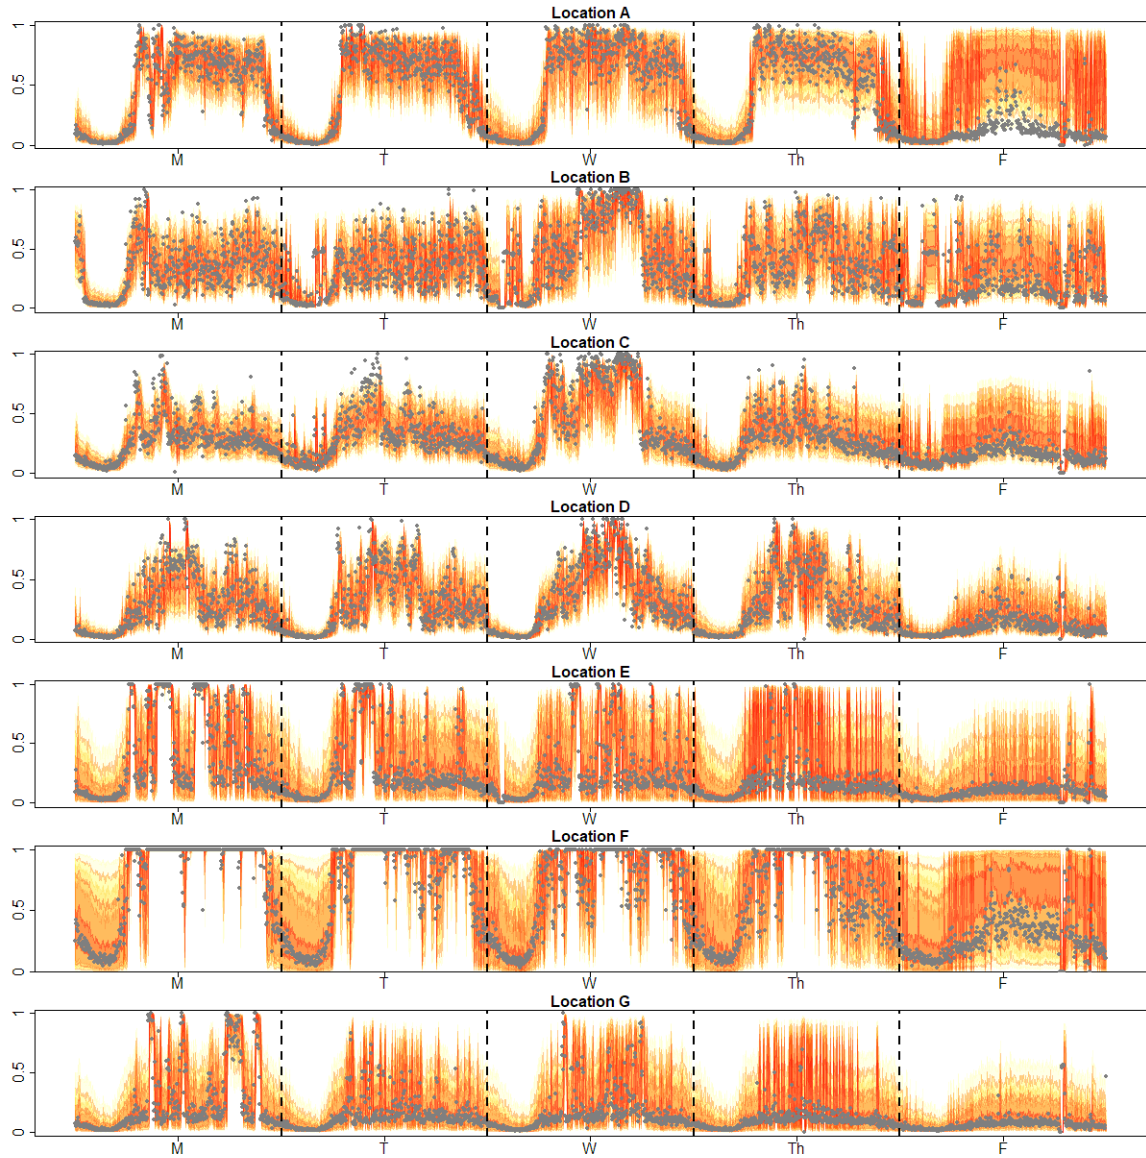 Location A
1
0.5
0
M T W Th F
Location B
1
0.5
0
M T W Th F
Location C
1
0.5
0
M T W Th F
Location D
1
0.5
0
M T W Th F
Location E
1
0.5
0
M T W Th F
Location F
1
0.5
0
M T W Th F
Location G
1
0.5
0
M T W Th F